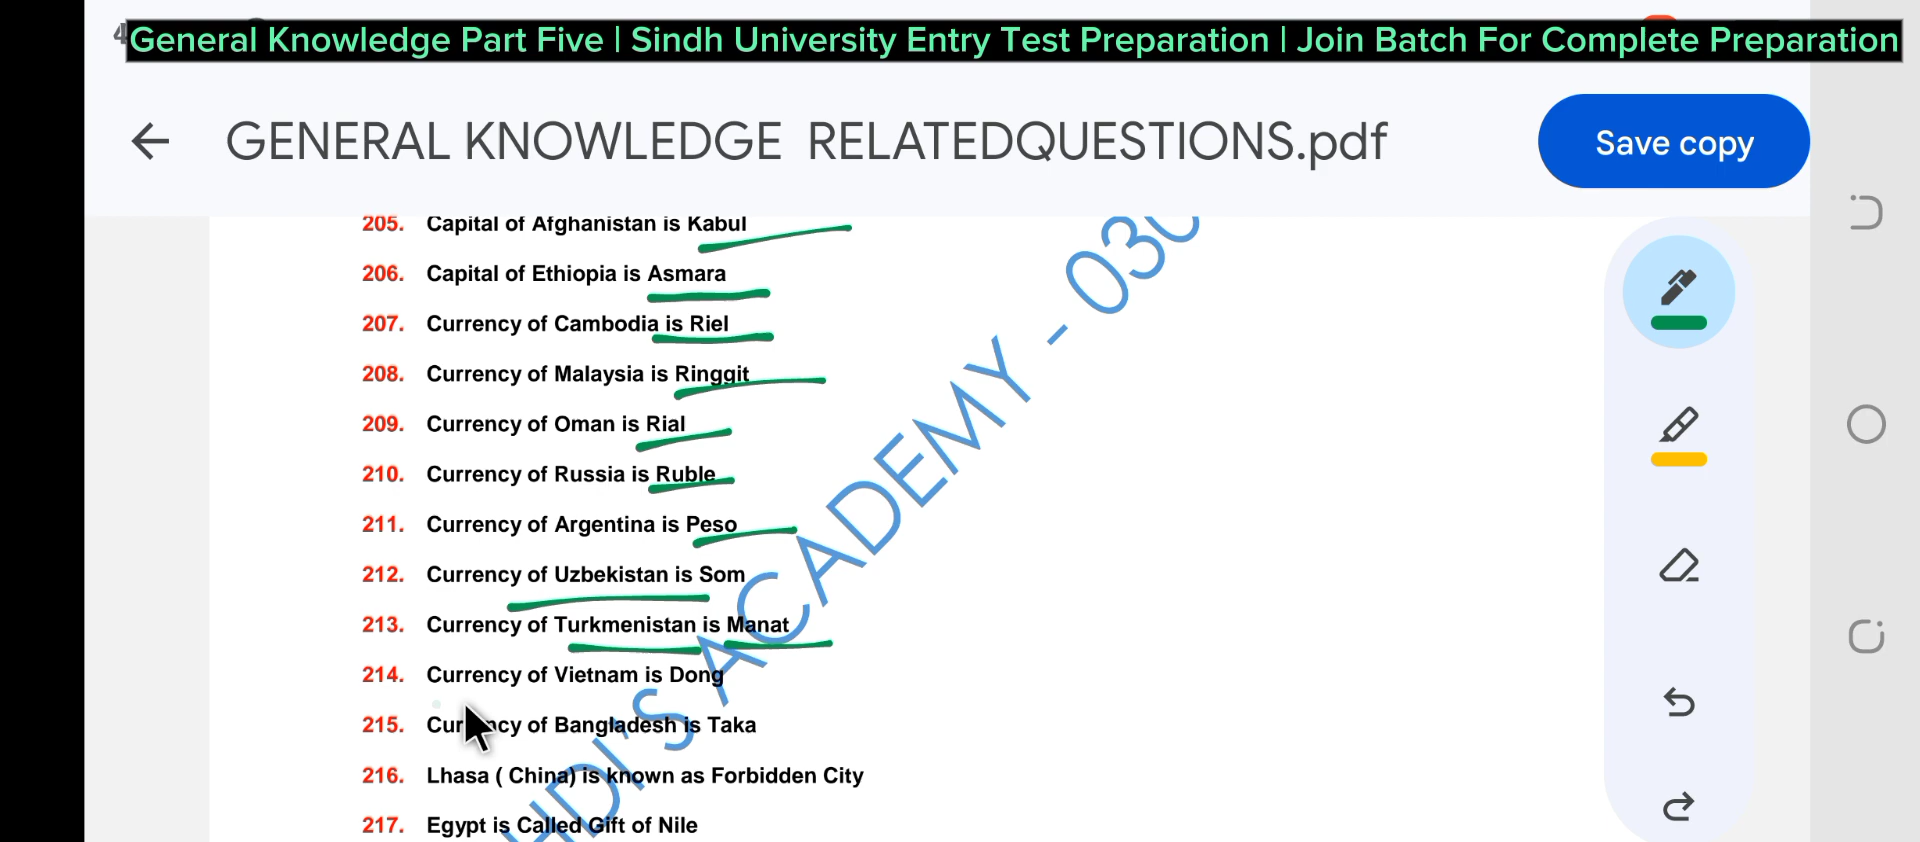 General Knowledge Part Five | Sindh University Entry Test Preparation | Join Batch For Complete Preparation
GENERAL KNOWLEDGE RELATEDQUESTIONS.pdf
Save copy
205. Capital of Afghanistan is Kabul
206. Capital of Ethiopia is Asmara
207. Currency of Cambodia is Riel
208. Currency of Malaysia is Ringgit
209. Currency of Oman is Rial
210. Currency of Russia is Ruble
211. Currency of Argentina is Peso
212. Currency of Uzbekistan is Som
213. Currency of Turkmenistan is Manat
214. Currency of Vietnam is Dong
215. Currency of Bangladesh is Taka
216. Lhasa ( China) is known as Forbidden City
217. Egypt is Called Gift of Nile
HDI'S ACADEMY - 030